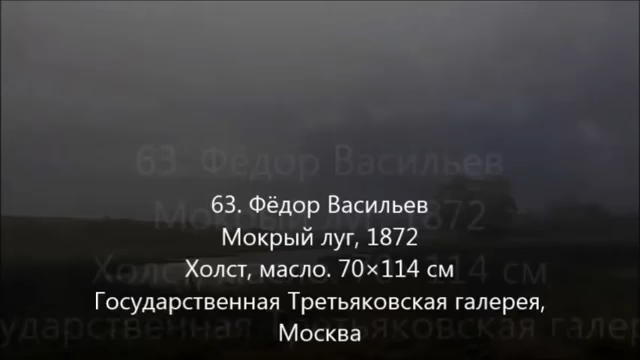 63. Фёдор Васильев
Мокрый луг, 1872
Холст, масло. 70×114 см
Государственная Третьяковская галерея,
Москва